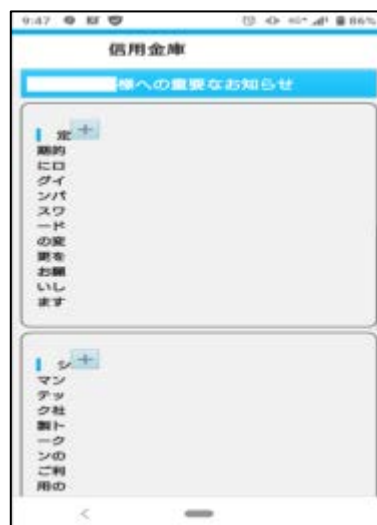 9:47
86%
信用金庫
様への重要なお知らせ
定
期的
にロ
グイ
ンパ
スワ
ード
の変
更を
お願
いし
ます
シ
マン
テッ
ク社
製ト
ーク
ンの
ご利
用の